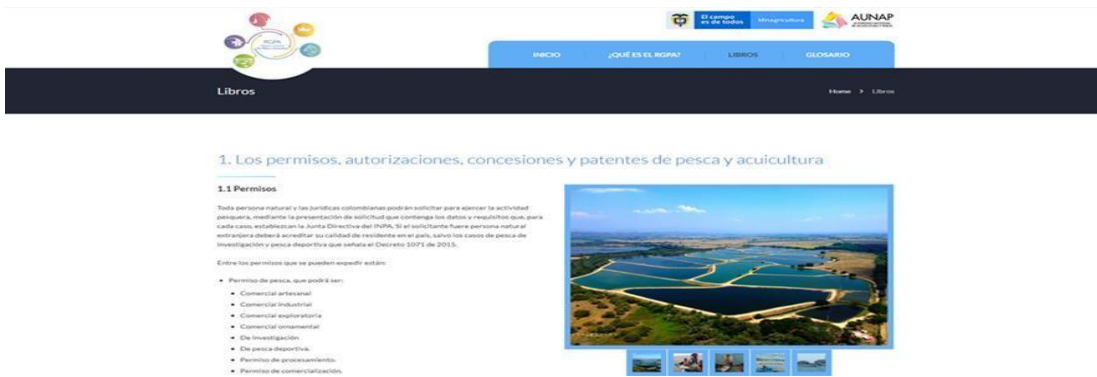 RGPA
El campo
es de todos
Minagricultura
AUNAP
INICIO
¿QUÉ ES EL RGPA?
LIBROS
GLOSARIO
Libros
Home > Libros
1. Los permisos, autorizaciones, concesiones y patentes de pesca y acuicultura
1.1 Permisos
Toda persona natural y las jurídicas colombianas podrán solicitar para ejercer la actividad
pesquera, mediante la presentación de solicitud que contenga los datos y requisitos que, para
cada caso, establezcan la Junta Directiva del INPA. Si el solicitante fuere persona natural
extranjera deberá acreditar su calidad de residente en el país, salvo los casos de pesca de
investigación y pesca deportiva que señala el Decreto 1071 de 2015.
Entre los permisos que se pueden expedir están:
• Permiso de pesca, que podrá ser:
• Comercial artesanal
• Comercial industrial
• Comercial exploratoria
• Comercial ornamental
• De investigación
• De pesca deportiva.
• Permiso de procesamiento.
• Permiso de comercialización.